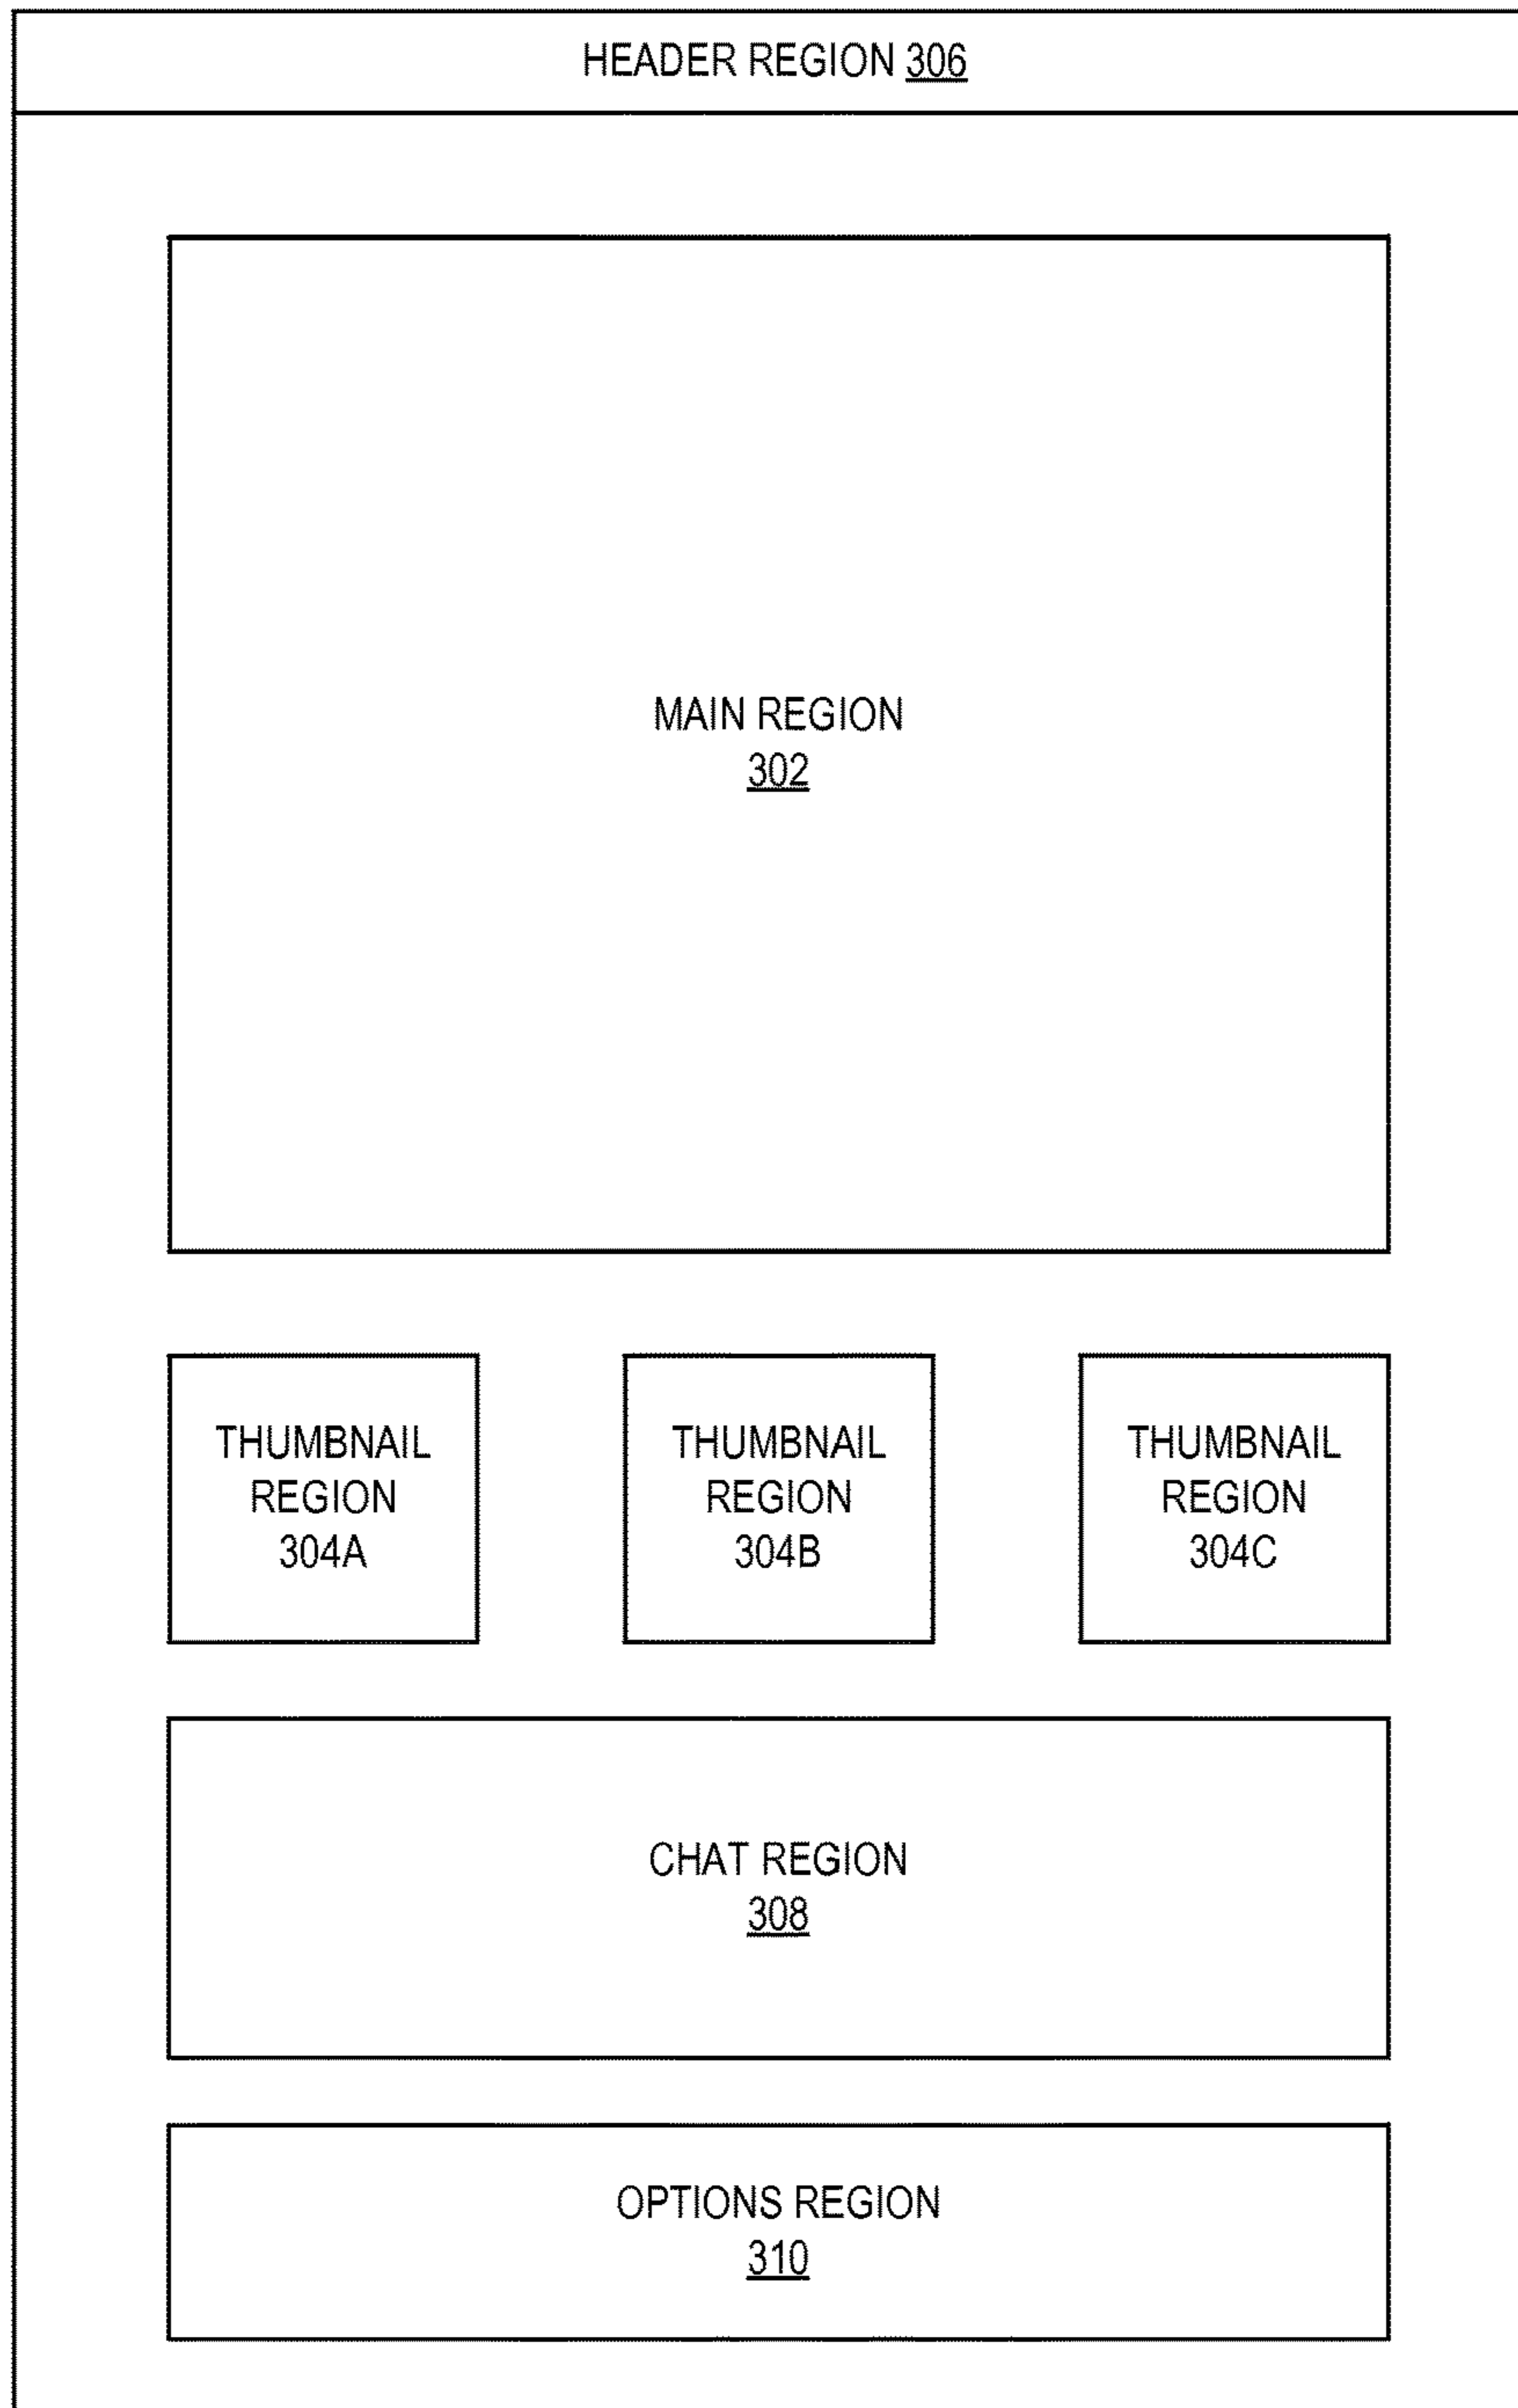 HEADER REGION 306
MAIN REGION
302
THUMBNAIL
REGION
304A
THUMBNAIL
REGION
304B
THUMBNAIL
REGION
304C
CHAT REGION
308
OPTIONS REGION
310